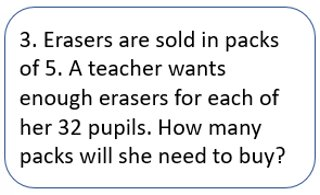 3. Erasers are sold in packs
of 5. A teacher wants
enough erasers for each of
her 32 pupils. How many
packs will she need to buy?